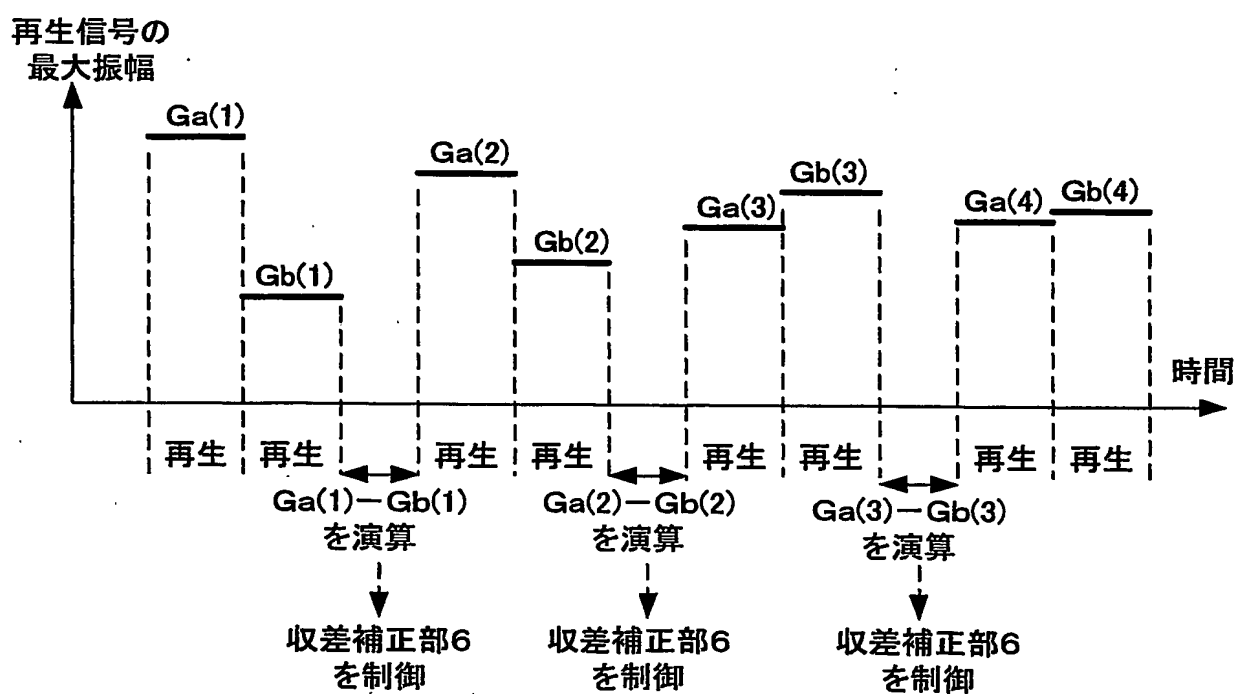 再生信号の
最大振幅
Ga(1)
Gb(1)
Ga(2)
Gb(2)
Ga(3)
Gb(3)
Ga(4)
Gb(4)
時間
再生 再生 再生 再生 再生 再生 再生 再生
Ga(1)－Gb(1)
を演算
収差補正部6
を制御
Ga(2)－Gb(2)
を演算
収差補正部6
を制御
Ga(3)－Gb(3)
を演算
収差補正部6
を制御